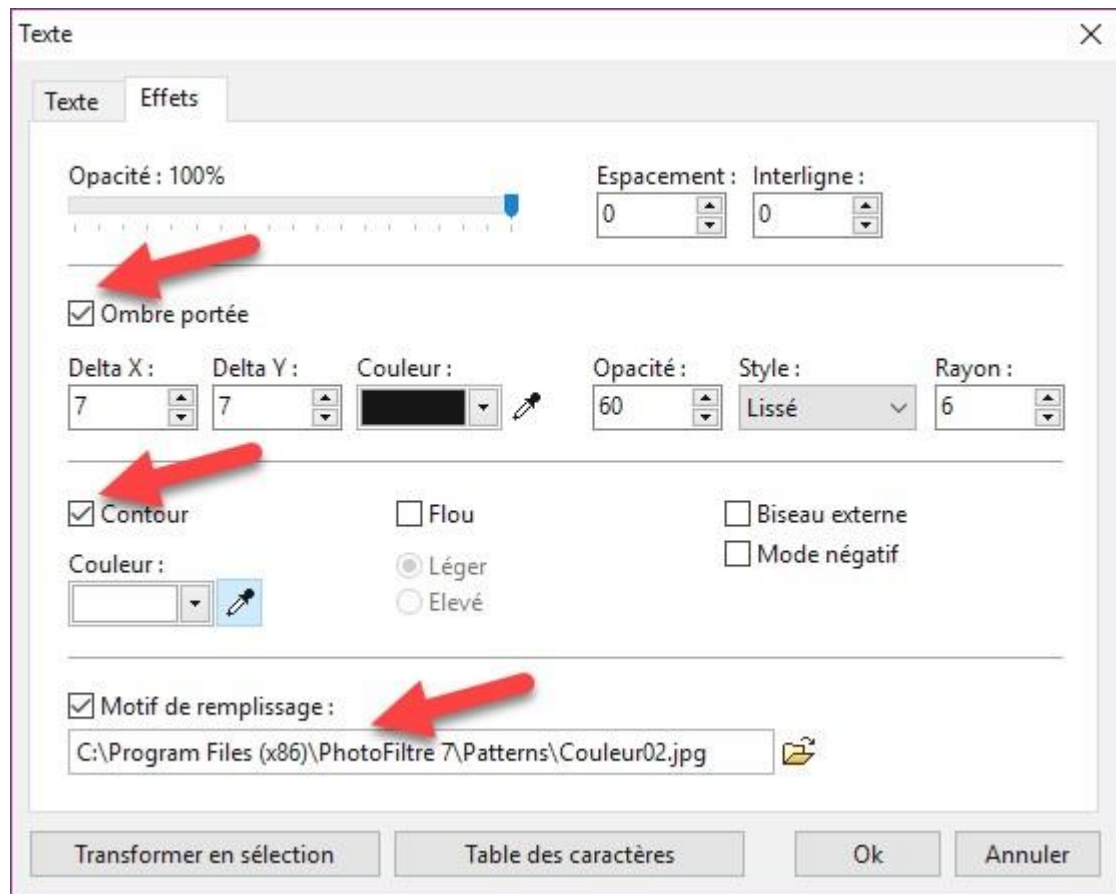 Texte
Texte Effets
Opacité : 100% Espacement : Interligne :
0 0
Ombre portée
Delta X : Delta Y : Couleur : Opacité : Style : Rayon :
7 7 60 Lissé 6
Contour Flou Biseau externe
Couleur : Léger Mode négatif
Elevé
Motif de remplissage :
C:\Program Files (x86)\PhotoFiltre 7\Patterns\Couleur02.jpg
Transformer en sélection Table des caractères Ok Annuler